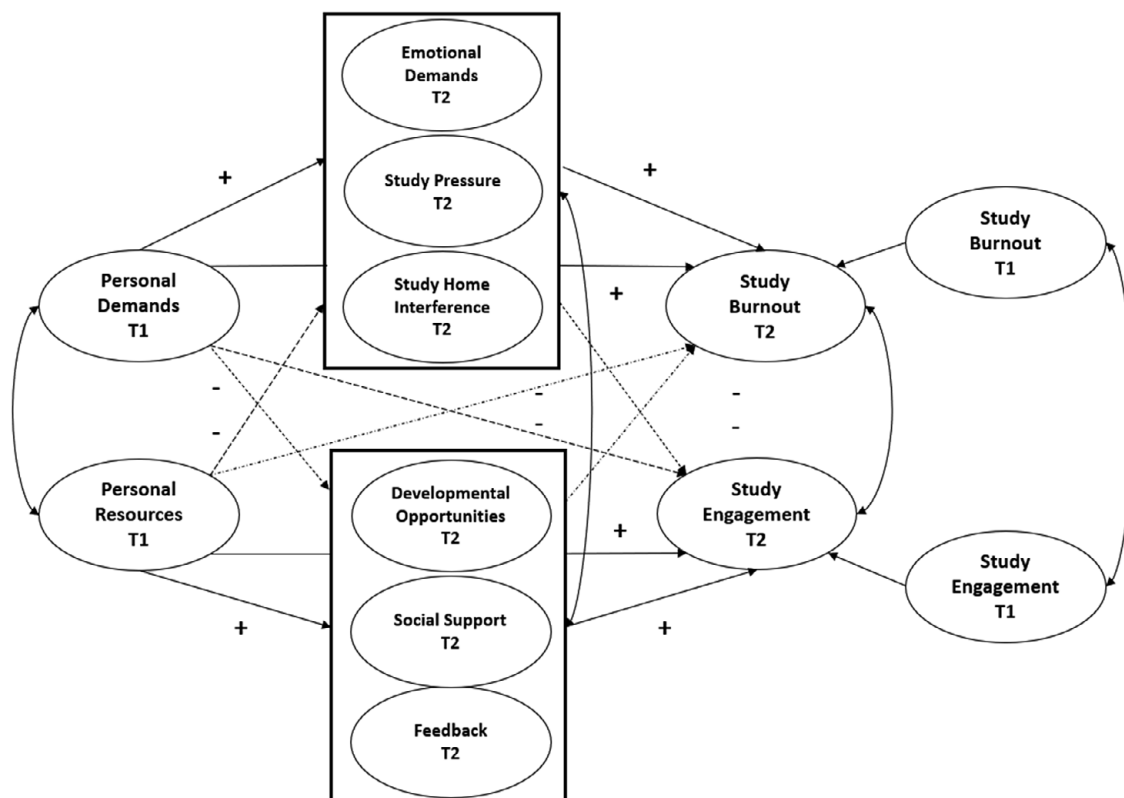 Emotional
Demands
T2
+
+
Study Pressure
T2
Study
Burnout
T1
Personal
Demands
T1
Study Home
Interference
T2
+
Study
Burnout
T2
-
-
-
-
-
-
Personal
Resources
T1
Developmental
Opportunities
T2
Study
Engagement
T2
+
Study
Engagement
T1
+
Social Support
T2
+
Feedback
T2